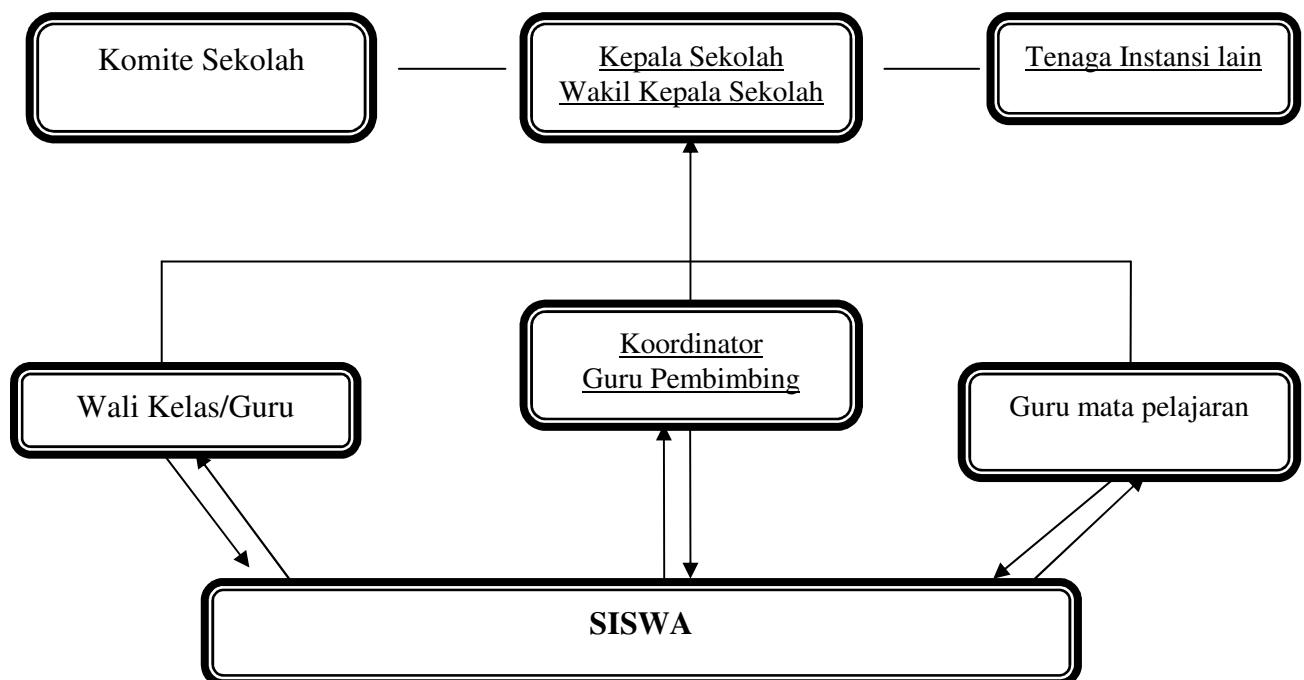 Komite Sekolah
Kepala Sekolah
Wakil Kepala Sekolah
Tenaga Instansi lain
Koordinator
Guru Pembimbing
Wali Kelas/Guru
Guru mata pelajaran
SISWA